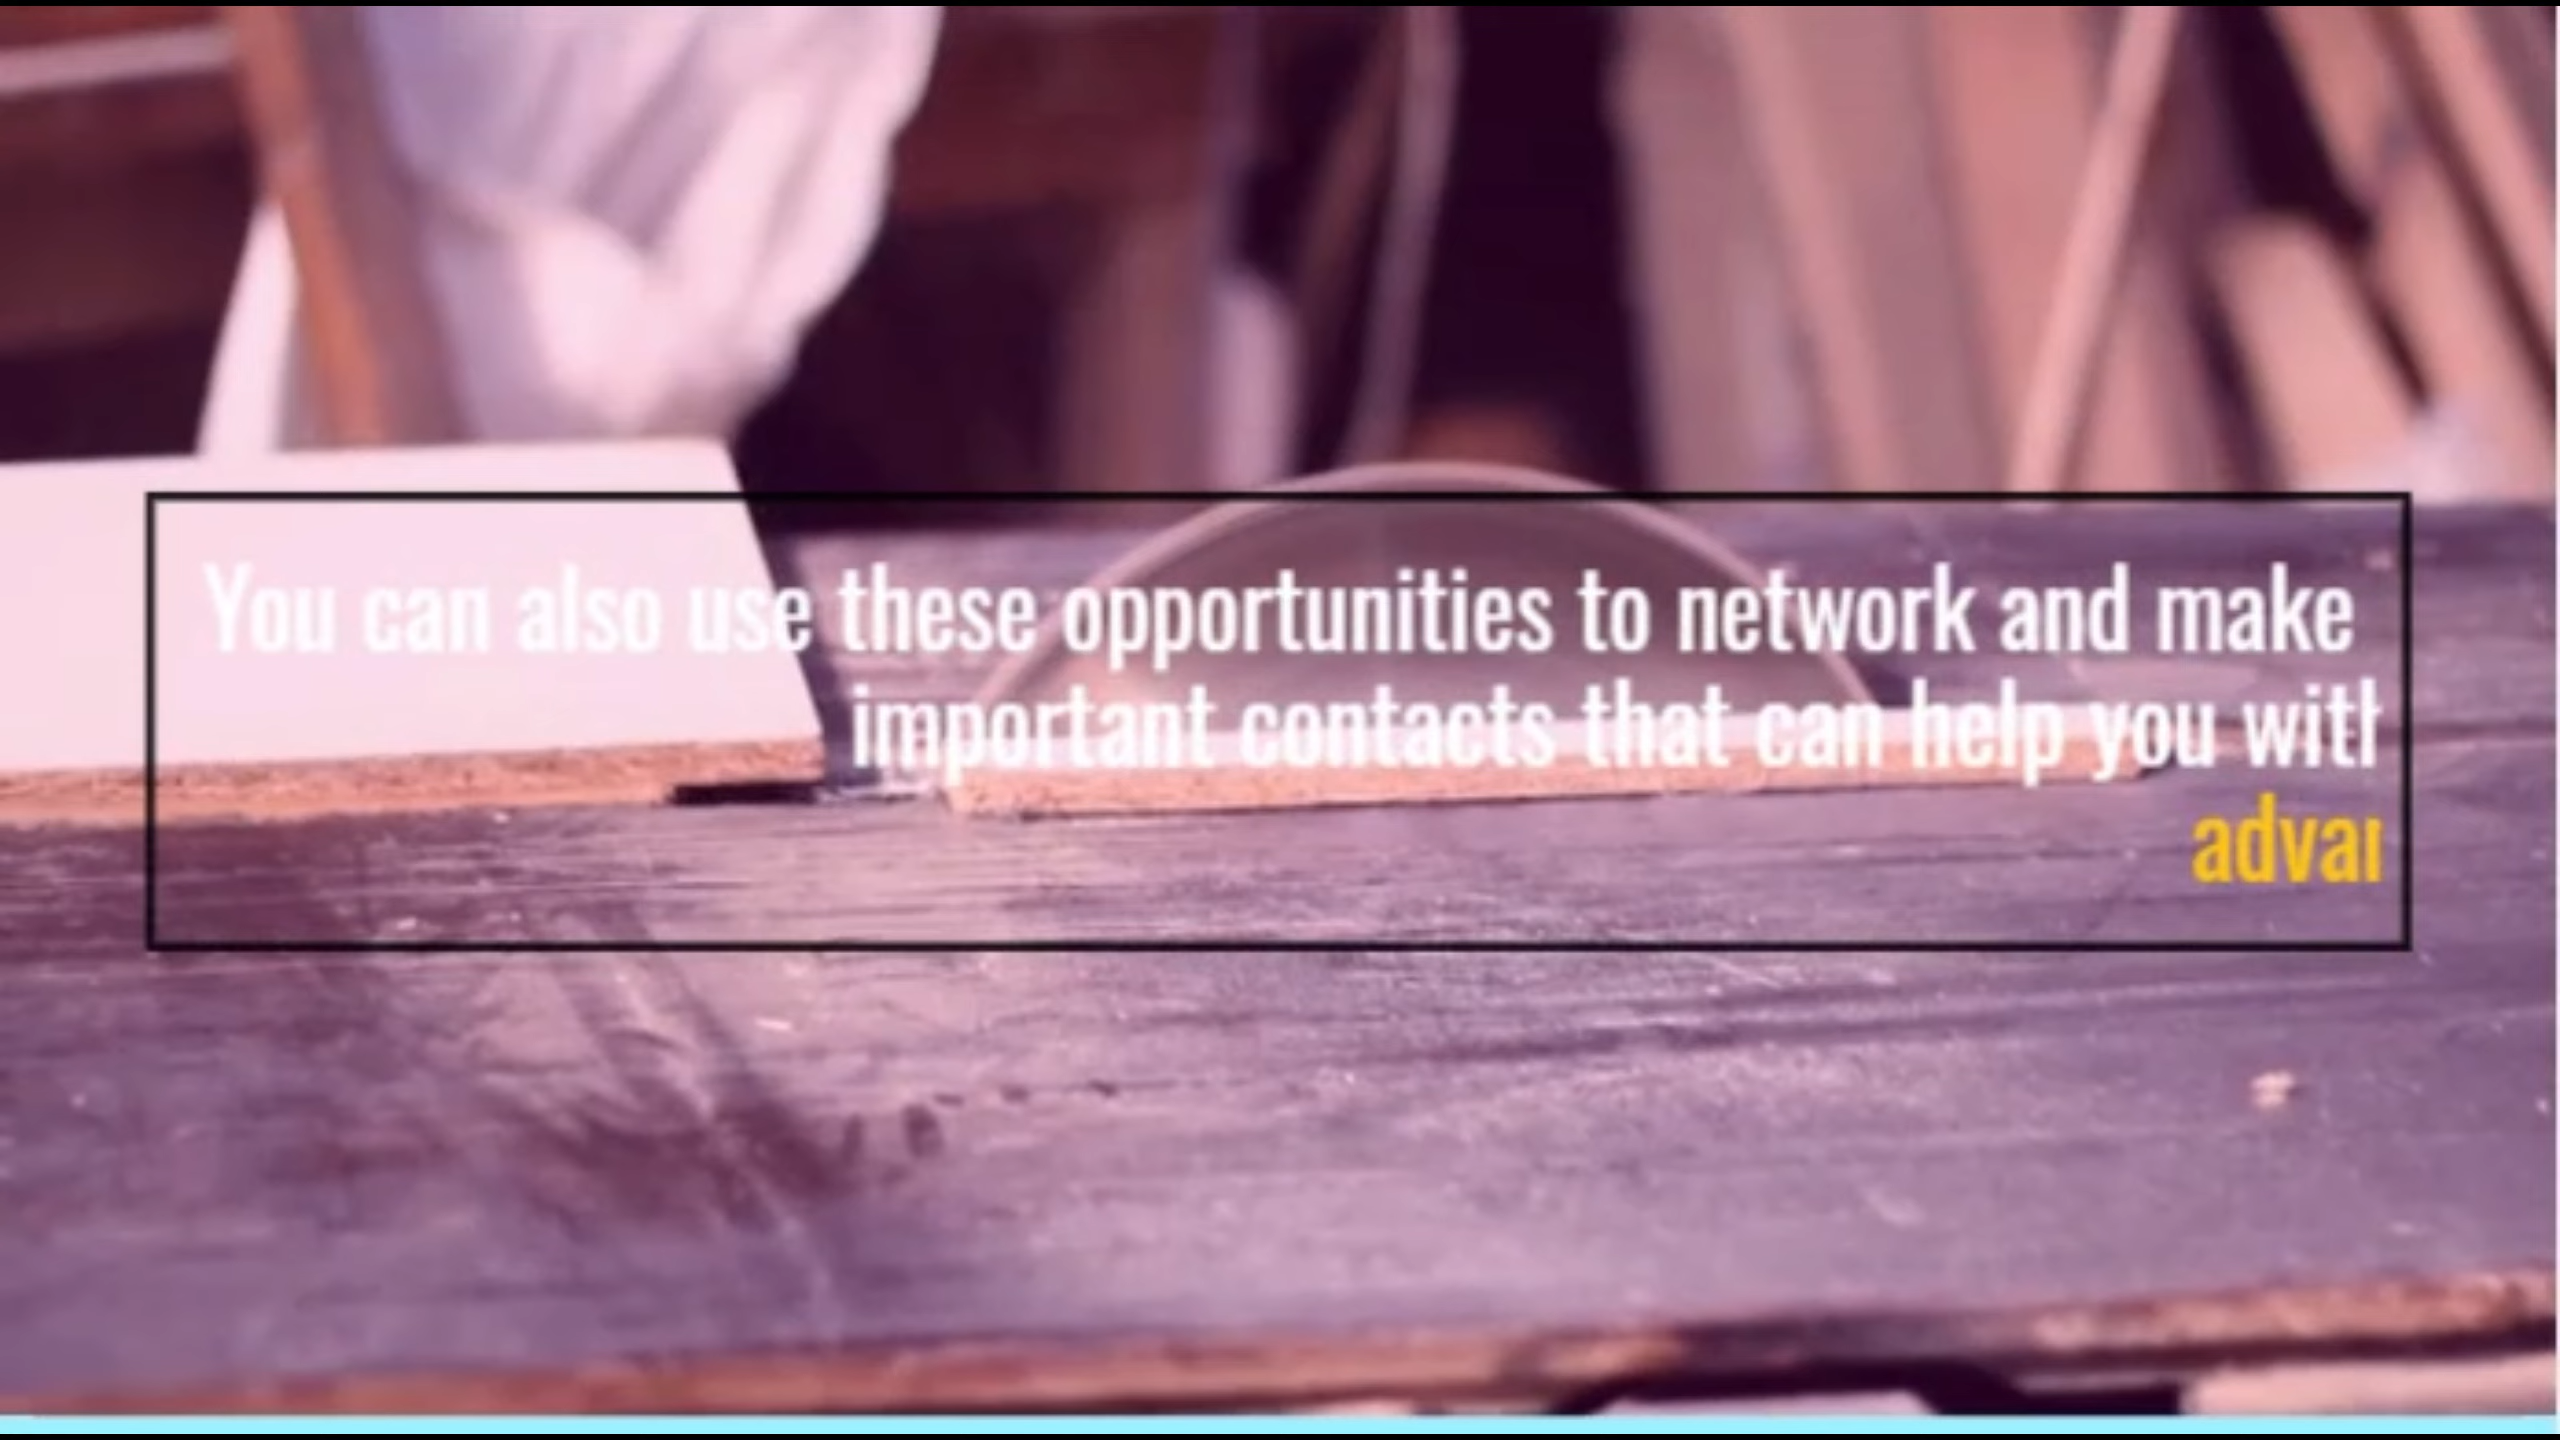 You can also use these opportunities to network and make
important contacts that can help you